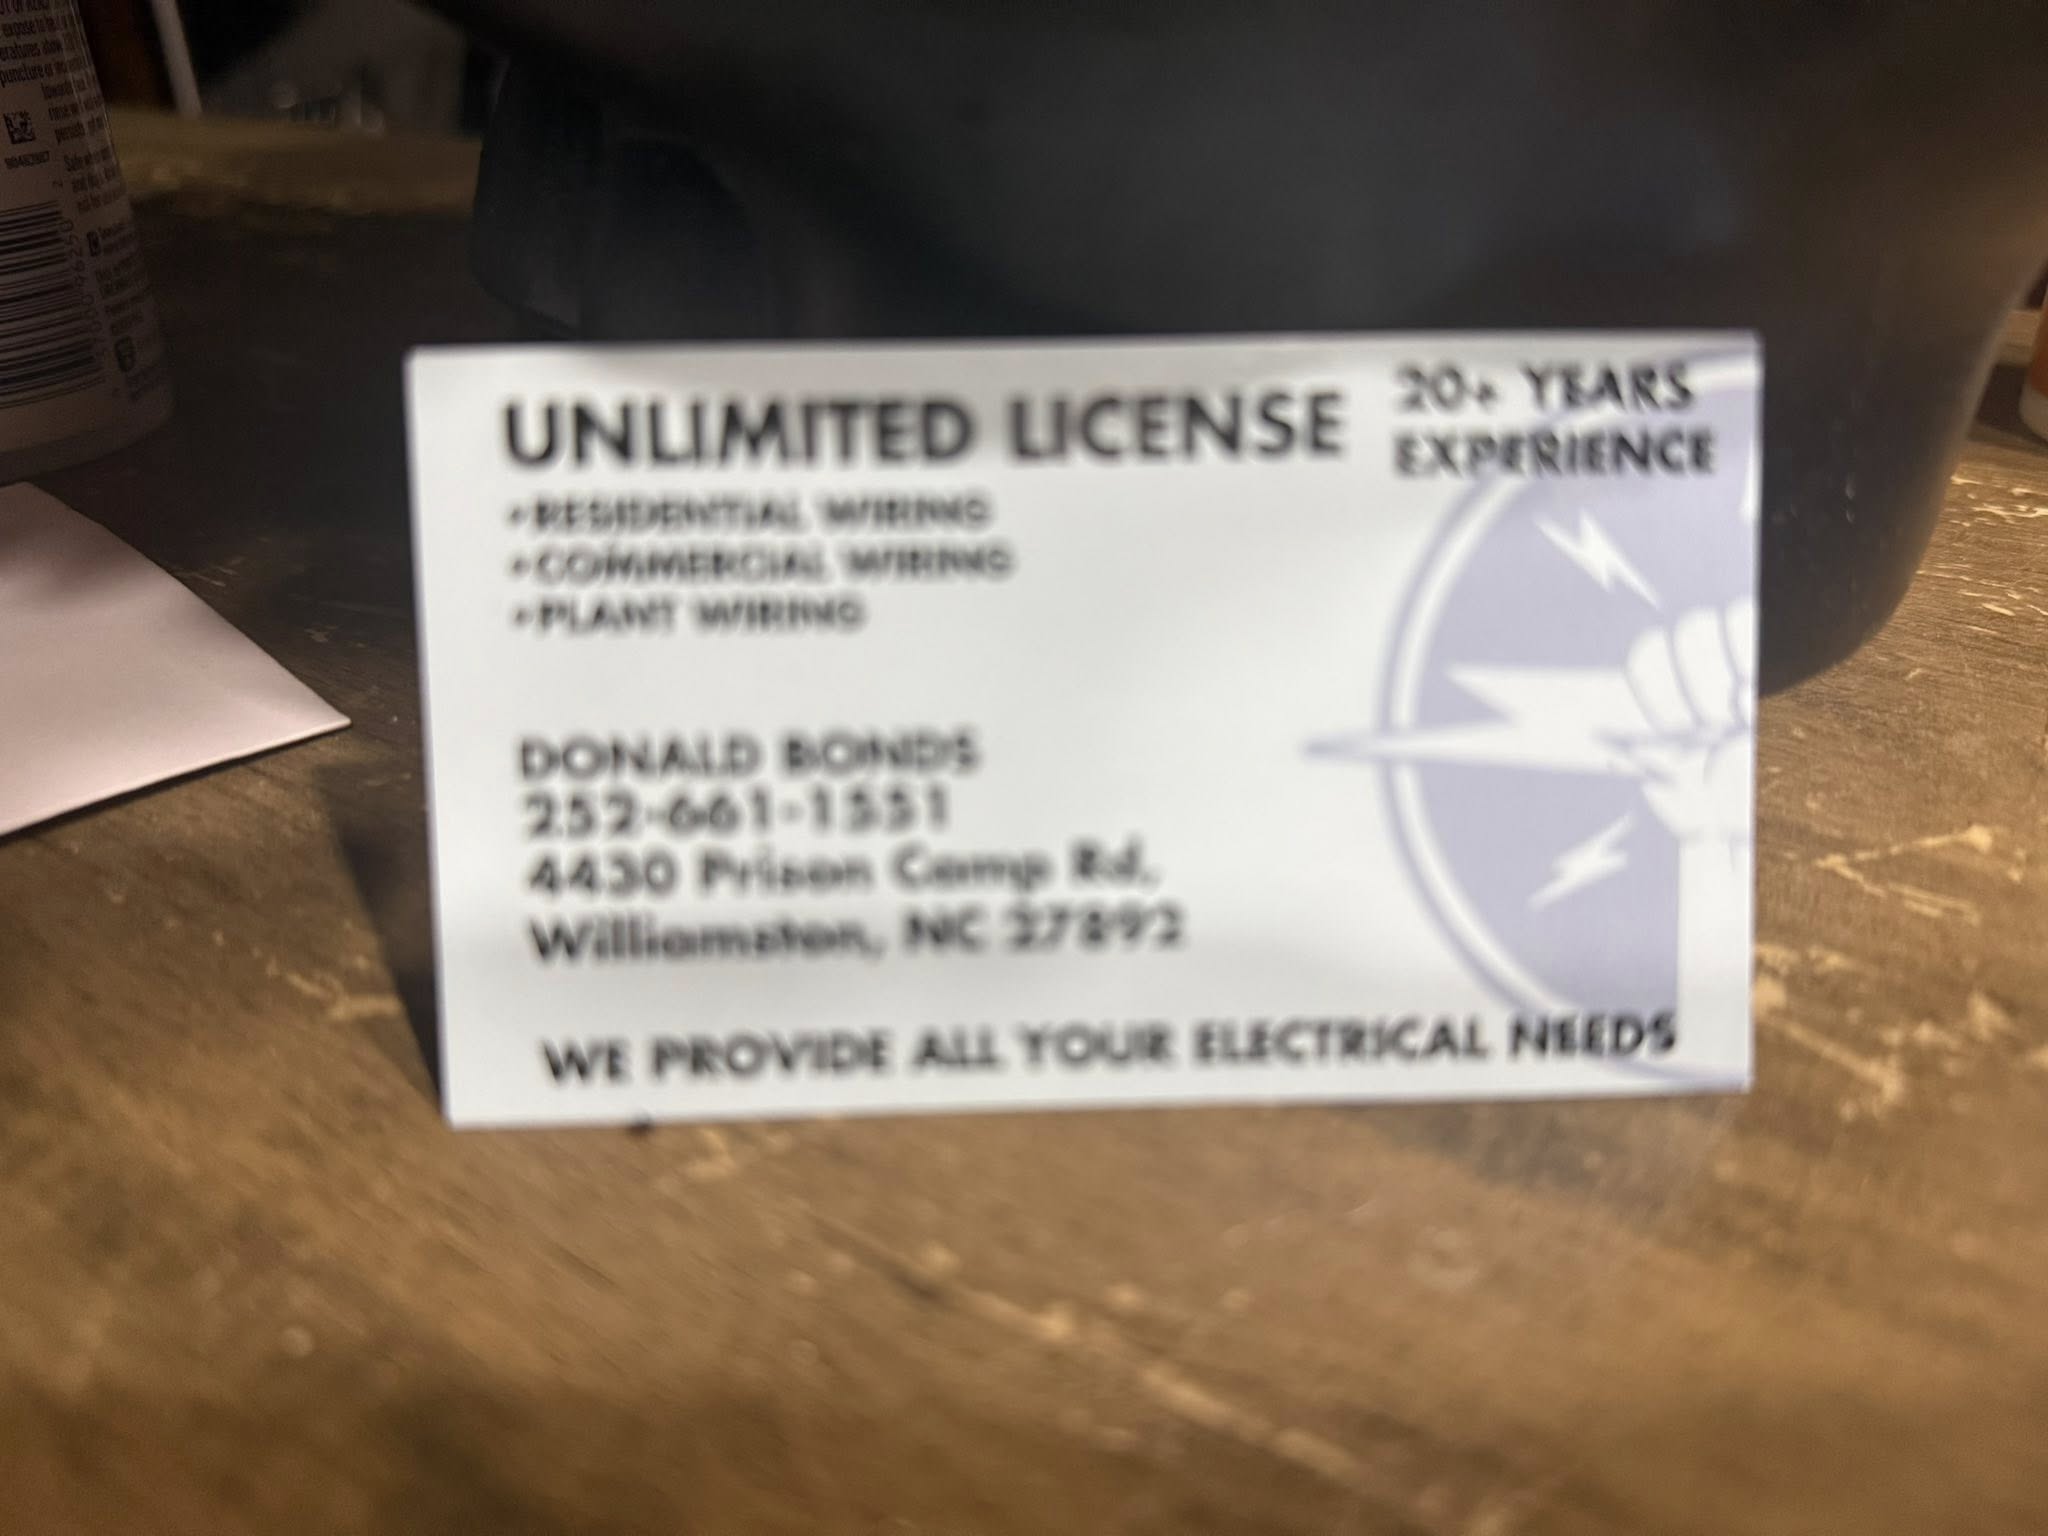 UNLIMITED LICENSE
20+ YEARS
EXPERIENCE
•RESIDENTIAL WIRING
•COMMERCIAL WIRING
•PLANT WIRING
DONALD BONDS
252-661-1551
4430 Prison Camp Rd,
Williamston, NC 27892
WE PROVIDE ALL YOUR ELECTRICAL NEEDS